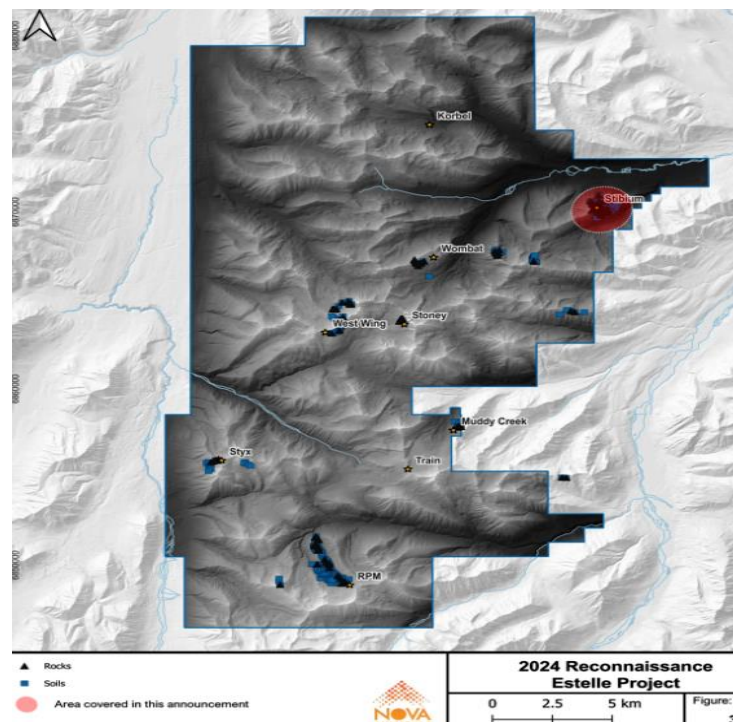 Korbel
Stibium
Wombat
Stoney
West Wing
Muddy Creek
Styx
Train
RPM
6870000
Rocks
Soils
Area covered in this announcement
NOVA
2024 Reconnaissance
Estelle Project
0 2.5 5 km
Figure: